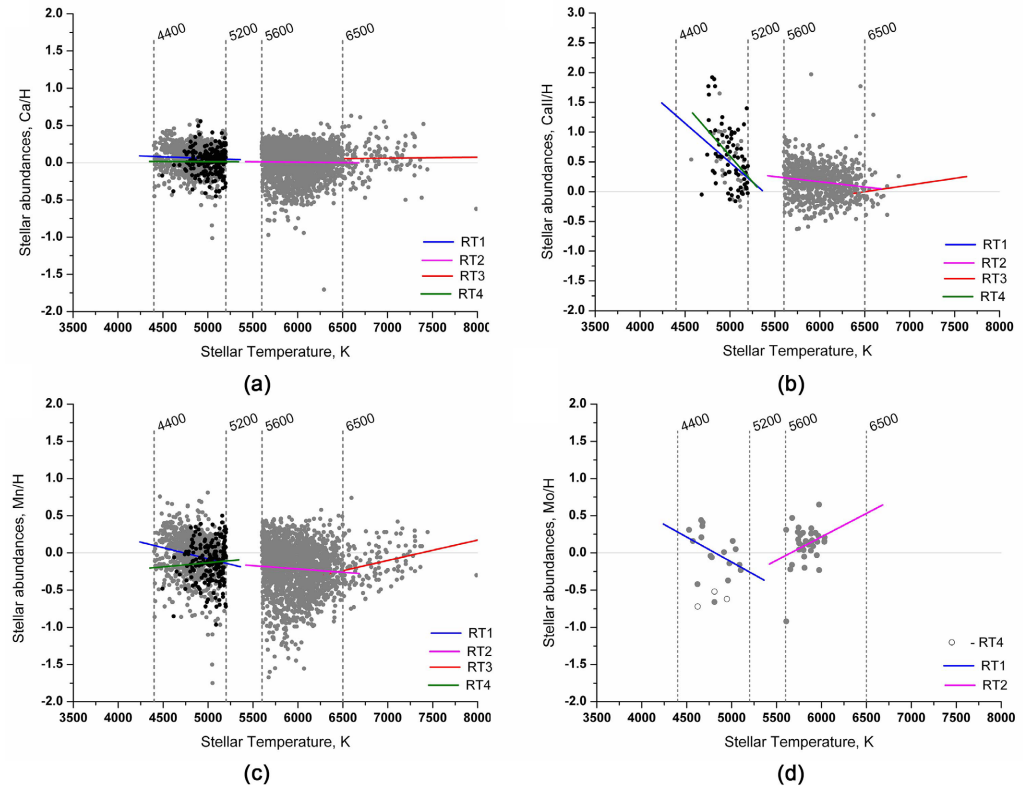 2.0
1.5
1.0
0.5
0.0
-0.5
-1.0
-1.5
-2.0
Stellar abundances, Ca/H
4400
5200
5600
6500
RT1
RT2
RT3
RT4
3500 4000 4500 5000 5500 6000 6500 7000 7500 8000
Stellar Temperature, K
(a)
3.0
2.5
2.0
1.5
1.0
0.5
0.0
-0.5
-1.0
-1.5
-2.0
Stellar abundances, CaII/H
4400
5200
5600
6500
RT1
RT2
RT3
RT4
3500 4000 4500 5000 5500 6000 6500 7000 7500 8000
Stellar Temperature, K
(b)
2.0
1.5
1.0
0.5
0.0
-0.5
-1.0
-1.5
-2.0
Stellar abundances, Mn/H
4400
5200
5600
6500
RT1
RT2
RT3
RT4
3500 4000 4500 5000 5500 6000 6500 7000 7500 8000
Stellar Temperature, K
(c)
2.0
1.5
1.0
0.5
0.0
-0.5
-1.0
-1.5
-2.0
Stellar abundances, Mo/H
4400
5200
5600
6500
- RT4
RT1
RT2
3500 4000 4500 5000 5500 6000 6500 7000 7500 8000
Stellar Temperature, K
(d)